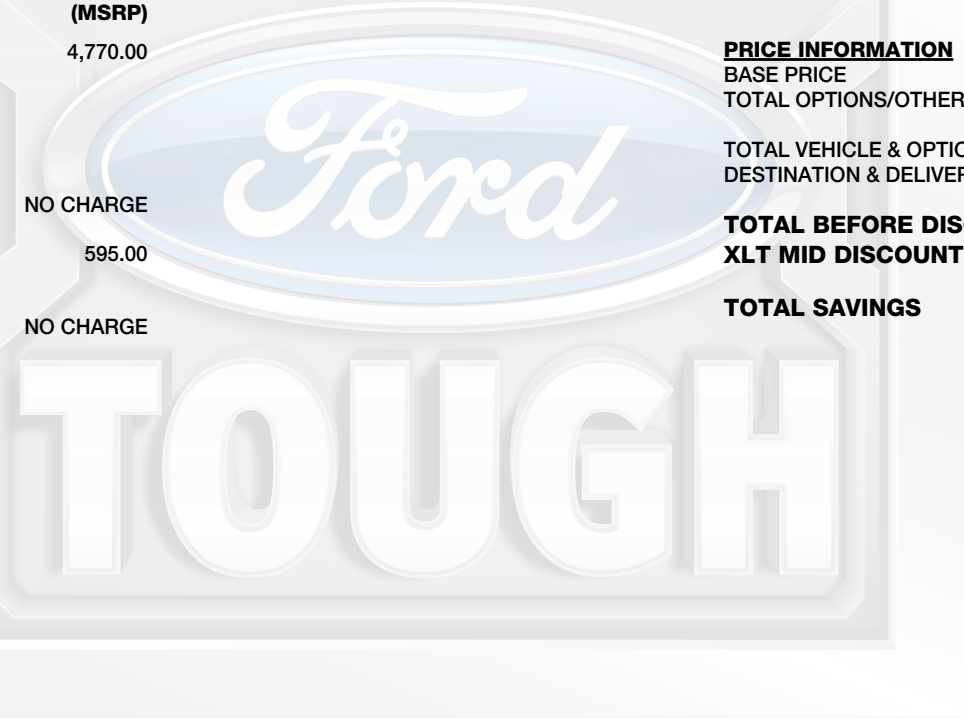 (MSRP)
4,770.00
NO CHARGE
595.00
NO CHARGE
PRICE INFORMATION
BASE PRICE
TOTAL OPTIONS/OTHER
TOTAL VEHICLE & OPTIO
DESTINATION & DELIVER
TOTAL BEFORE DIS
XLT MID DISCOUNT
TOTAL SAVINGS
Ford
TOUGH